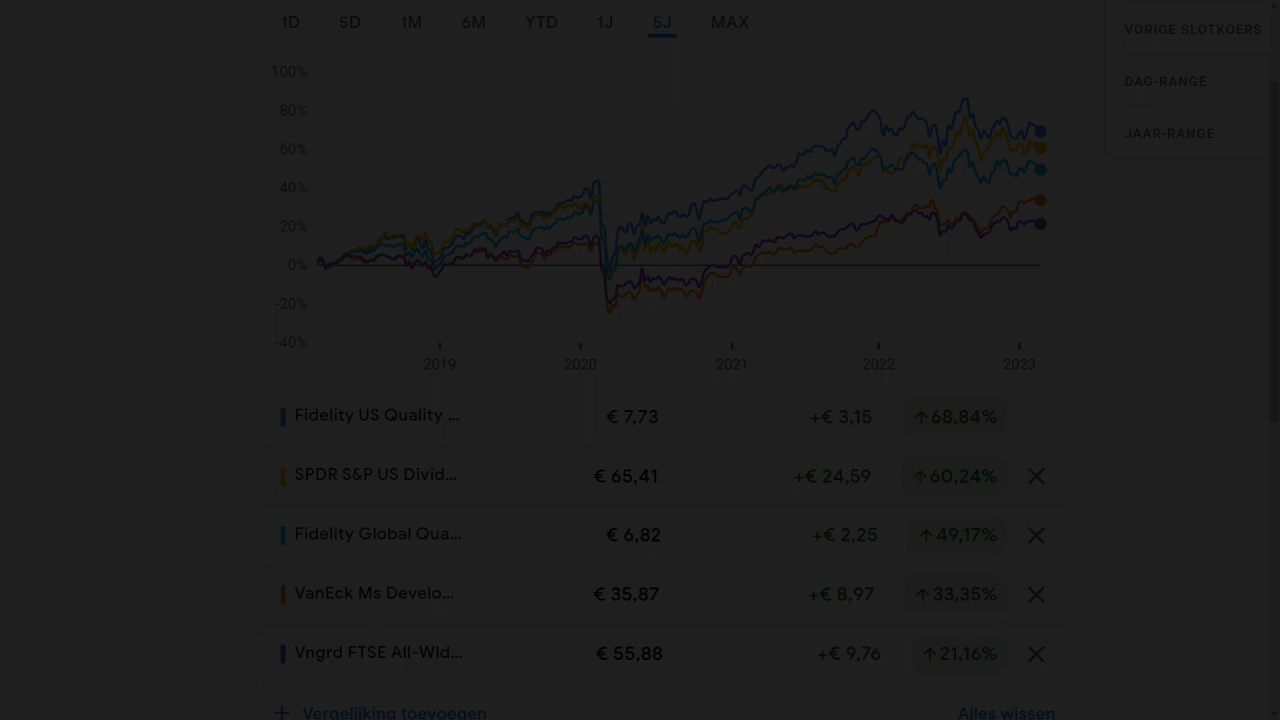 1D 5D 1M 6M YTD 1J 5J MAX
VORIGE SLOTKOERS
DAG-RANGE
JAAR-RANGE
100%
80%
60%
40%
20%
0%
-20%
-40%
2019 2020 2021 2022 2023
Fidelity US Quality ... € 7,73 +€ 3,15 ↑68,84%
SPDR S&P US Divid... € 65,41 +€ 24,59 ↑60,24%
Fidelity Global Qua... € 6,82 +€ 2,25 ↑49,17%
VanEck Ms Develo... € 35,87 +€ 8,97 ↑33,35%
Vngrd FTSE All-Wld... € 55,88 +€ 9,76 ↑21,16%
+ Vergelijking toevoegen Alles wissen